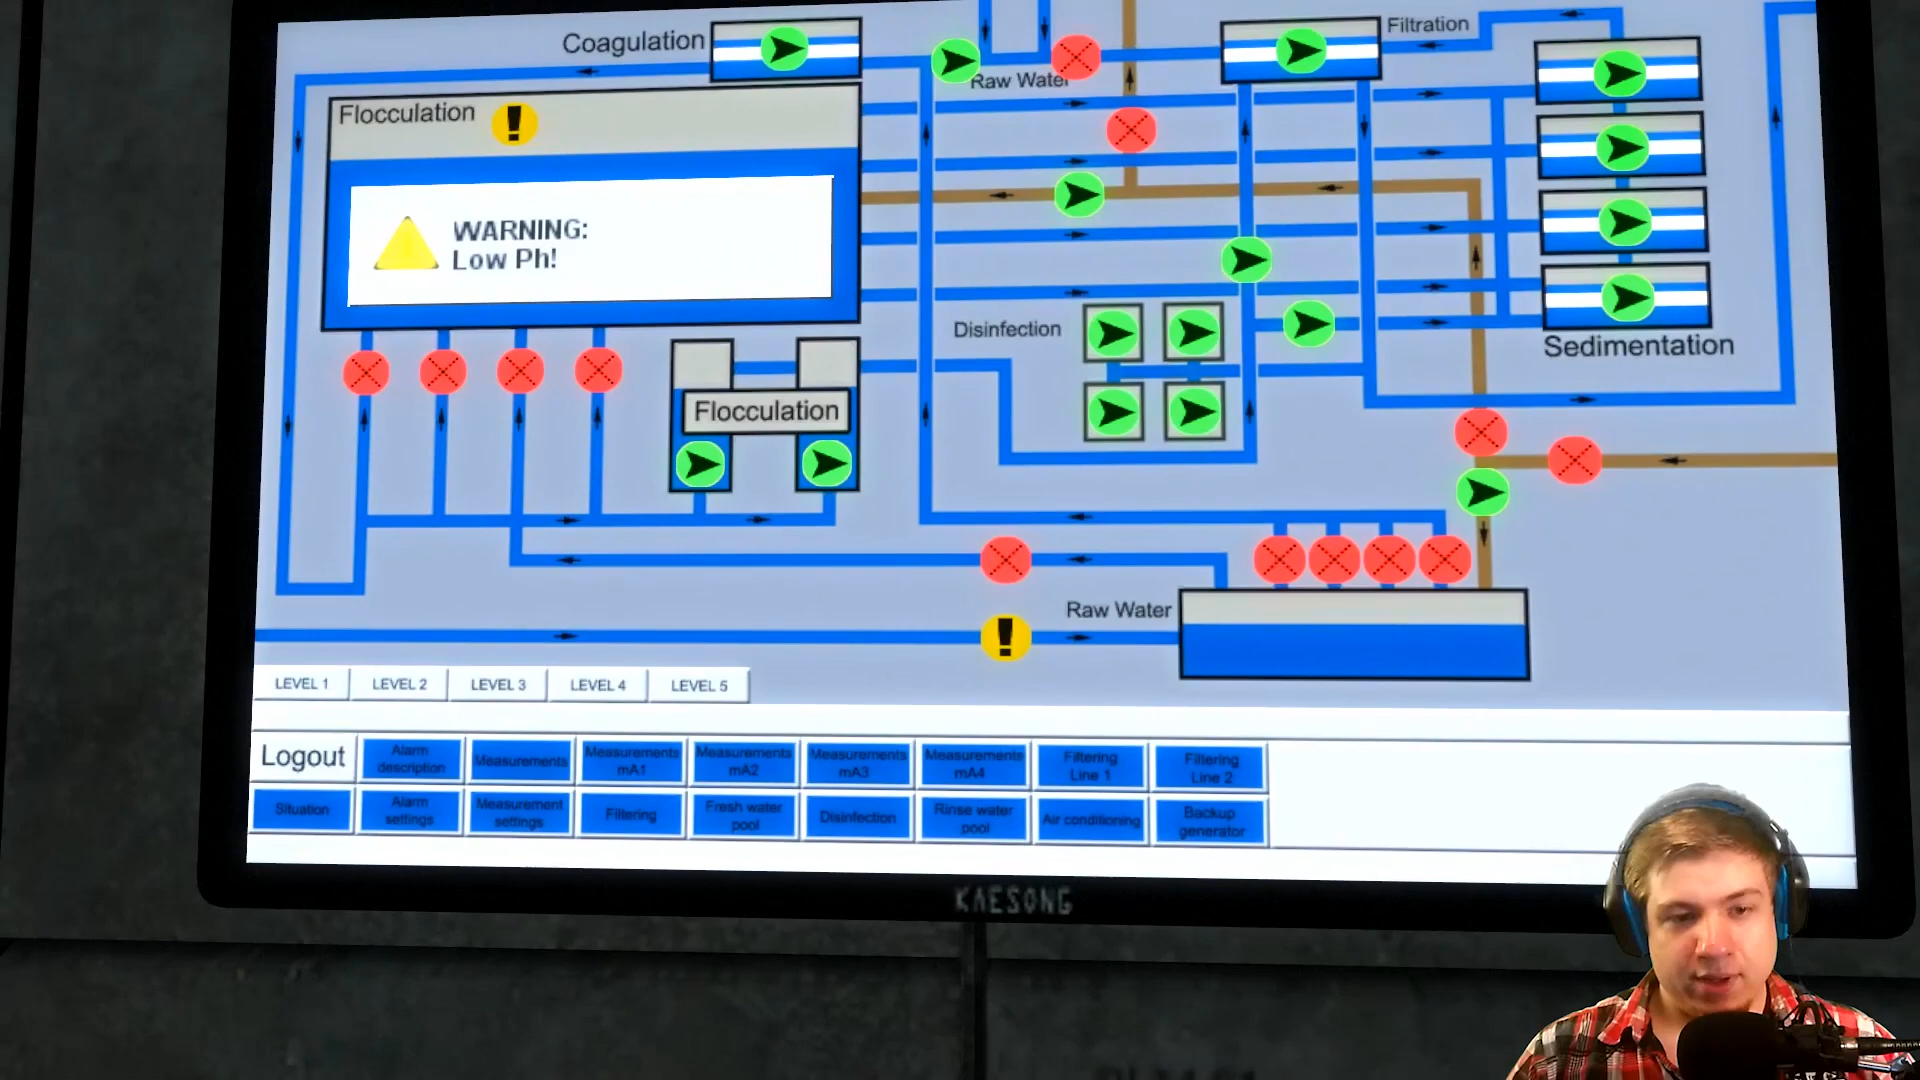 Coagulation
Filtration
Raw Water
Flocculation
!
WARNING:
Low Ph!
Disinfection
Sedimentation
Flocculation
Raw Water
!
LEVEL 1 LEVEL 2 LEVEL 3 LEVEL 4 LEVEL 5
Logout
Alarm description
Measurements
Measurements mA1
Measurements mA2
Measurements mA3
Measurements mA4
Filtering Line 1
Filtering Line 2
Situation
Alarm settings
Measurement settings
Filtering
Fresh water pool
Disinfection
Rinse water pool
Air conditioning
Backup generator
KAESONG